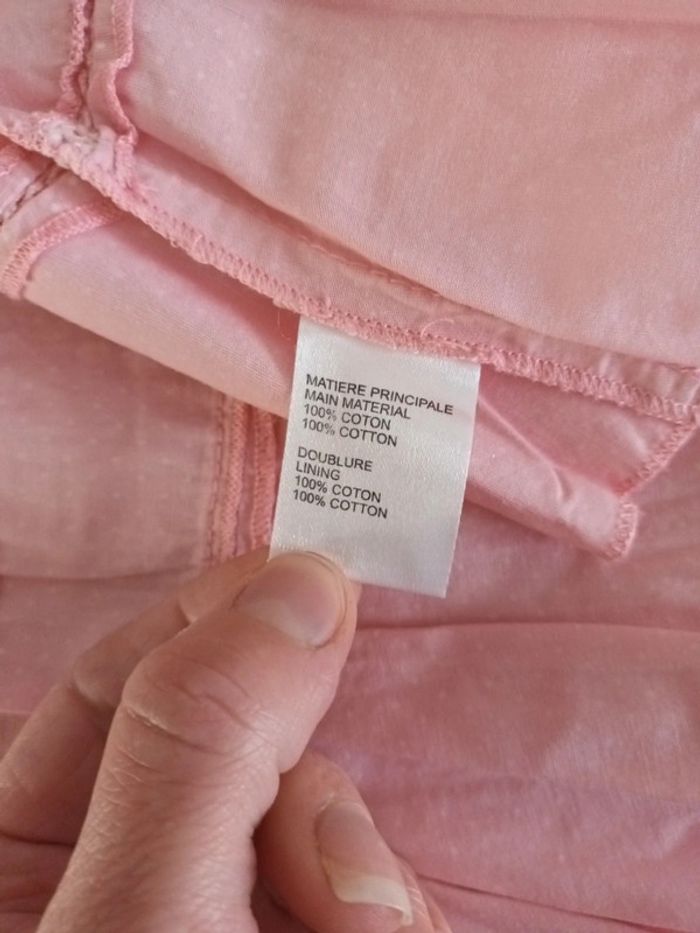 MATIERE PRINCIPALE
MAIN MATERIAL
100% COTON
100% COTTON
DOUBLURE
LINING
100% COTON
100% COTTON